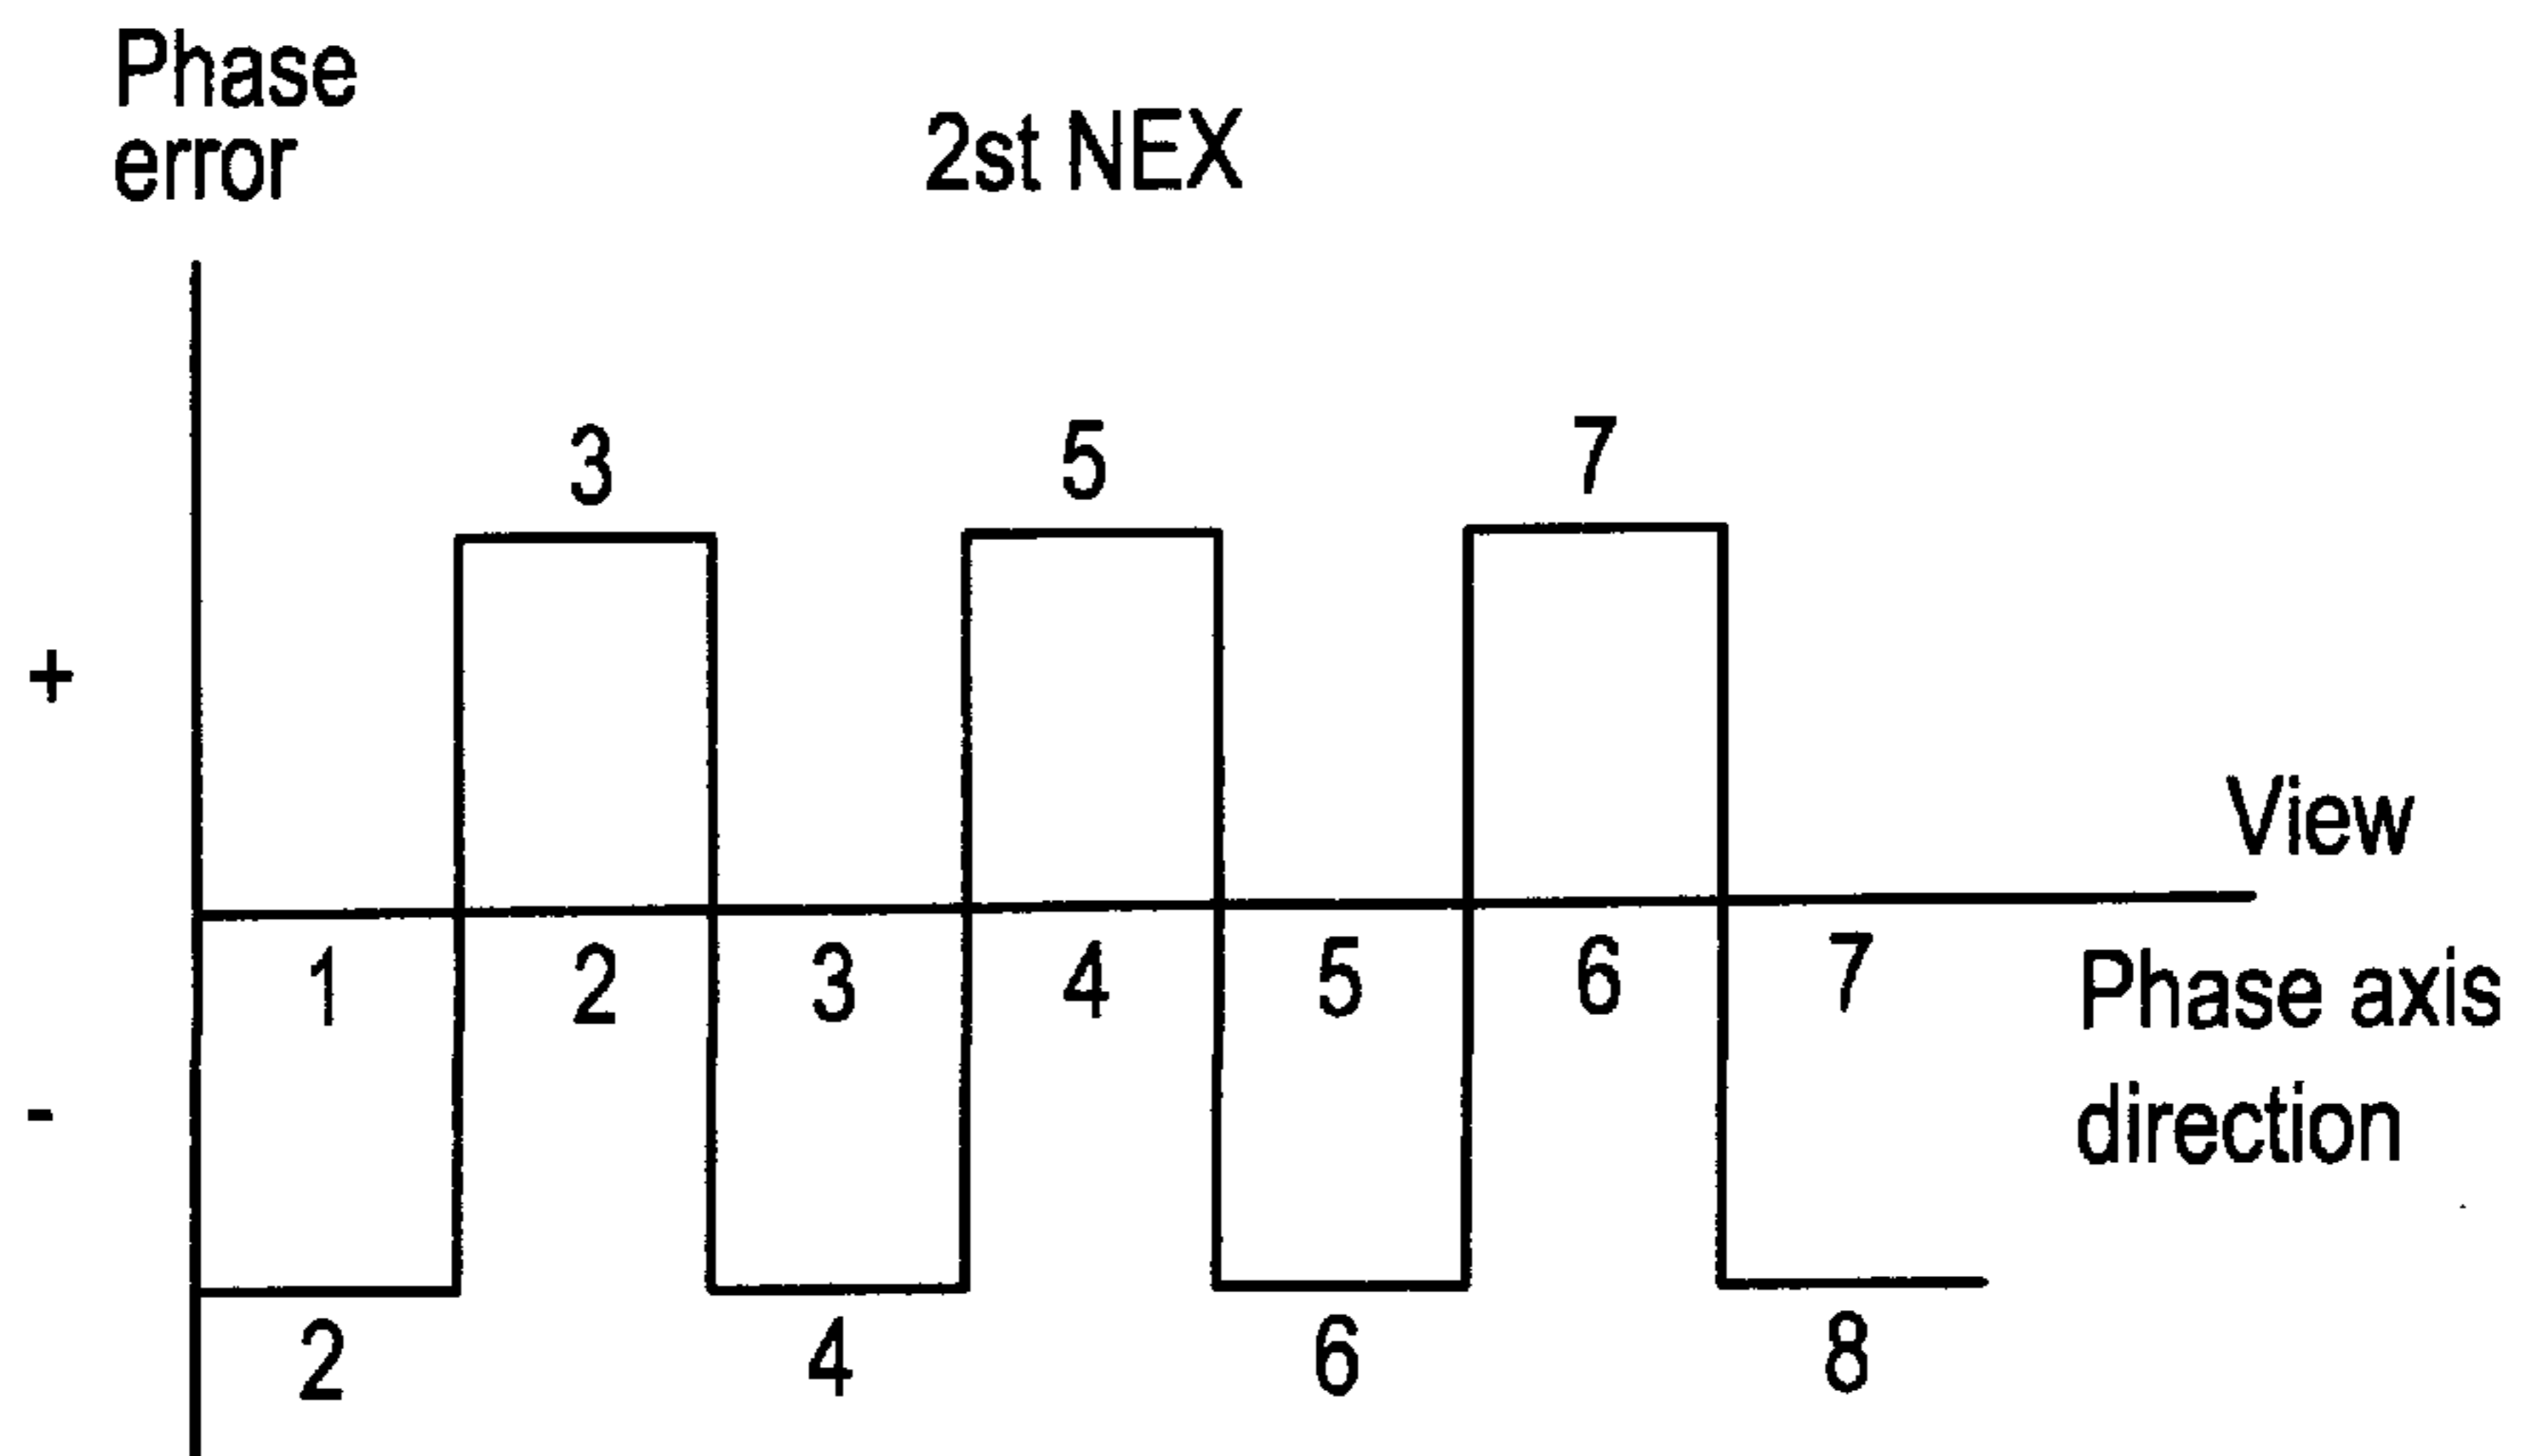 Phase
error
2st NEX
3 5 7
+
View
1 2 3 4 5 6 7 Phase axis
direction
-
2 4 6 8